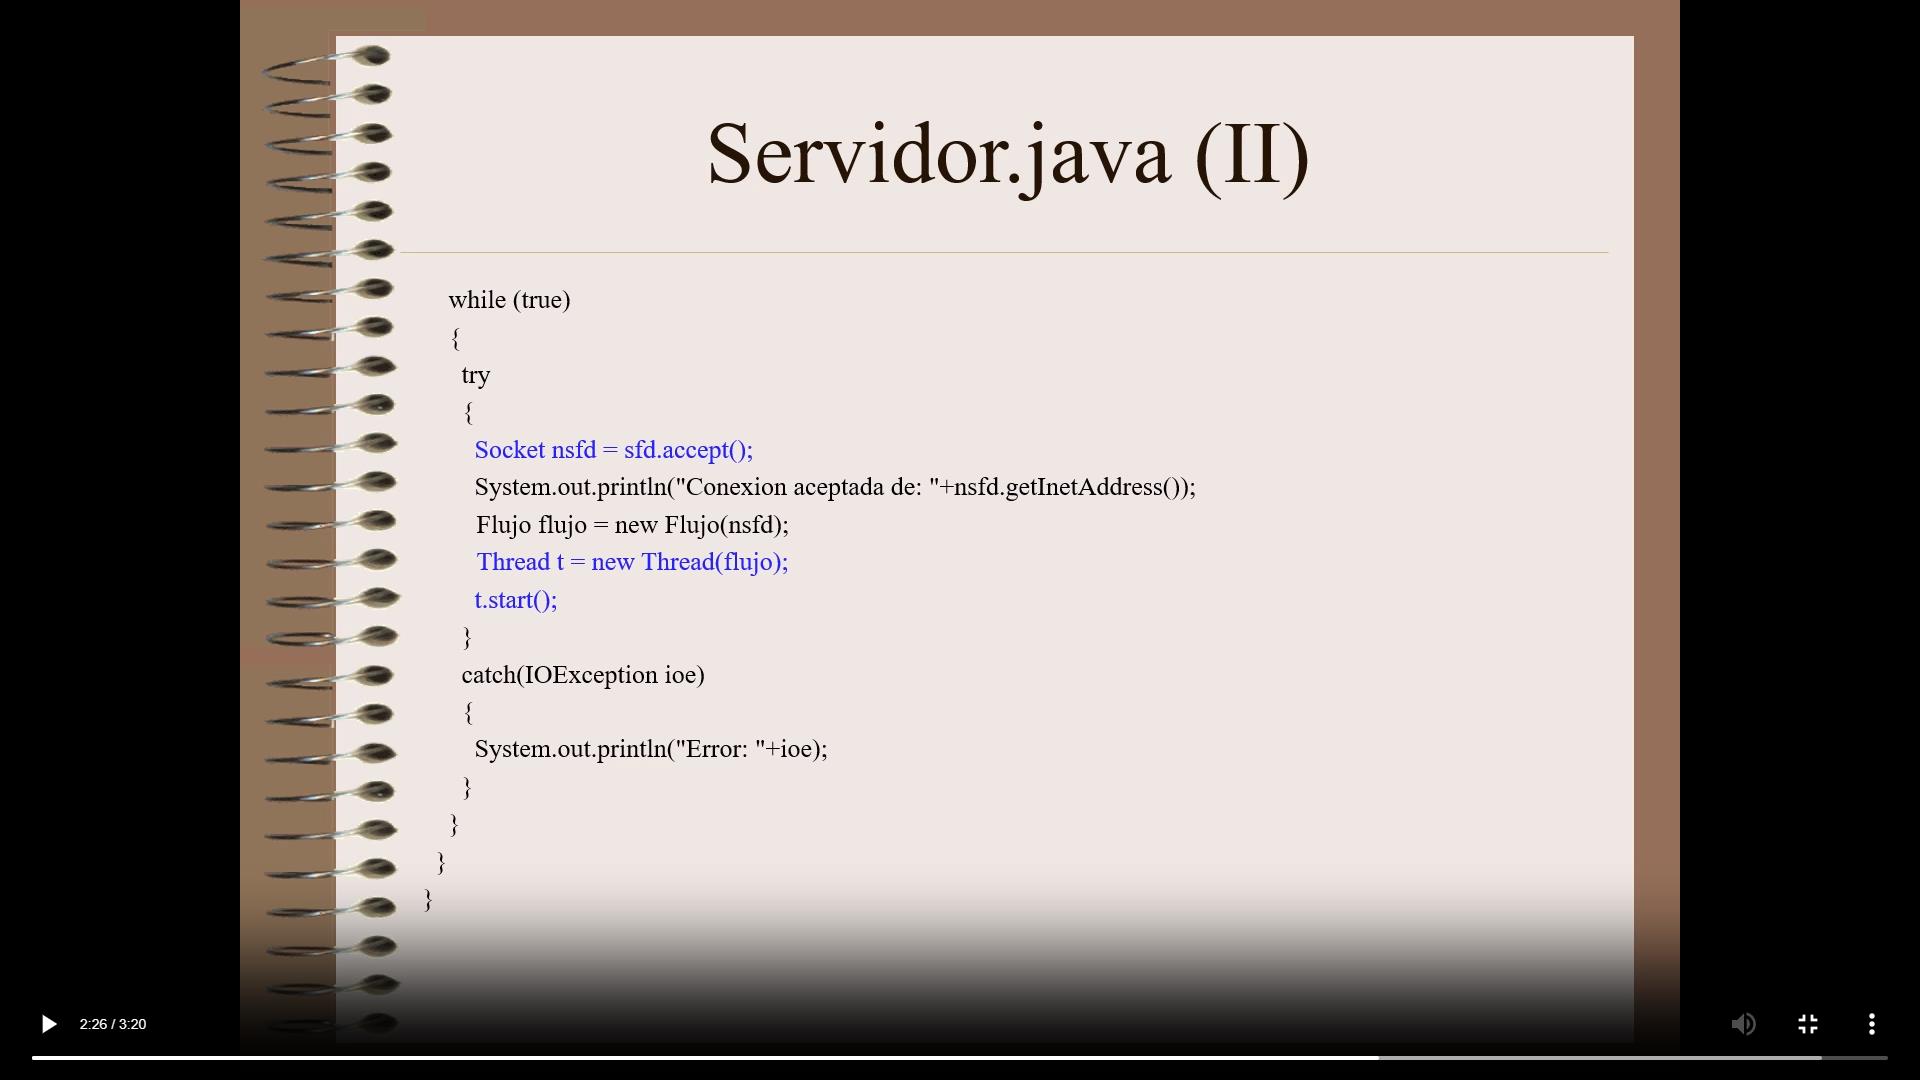 Servidor.java (II)
while (true)
{
try
{
Socket nsfd = sfd.accept();
System.out.println("Conexion aceptada de: "+nsfd.getInetAddress());
Flujo flujo = new Flujo(nsfd);
Thread t = new Thread(flujo);
t.start();
}
catch(IOException ioe)
{
System.out.println("Error: "+ioe);
}
}
}
}
2:26 / 3:20